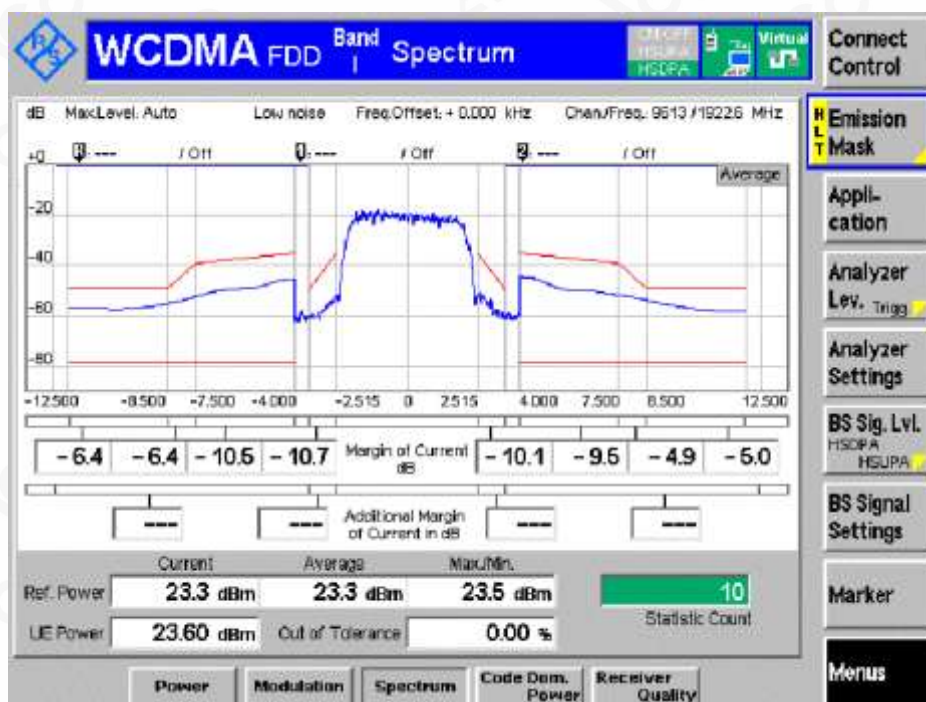 R&S
WCDMA FDD Band I Spectrum
HSDPA
Virtual
Connect Control
dB Max.Level: Auto Low noise Freq.Offset: + 0.000 kHz Chan./Freq.: 9613 /1922.6 MHz
--- / Off --- / Off 2 --- / Off
Average
+0
-20
-40
-60
-80
-12.500 -8.500 -7.500 -4.000 -2.515 0 2.515 4.000 7.500 8.500 12.500
-6.4 -6.4 -10.5 -10.7 Margin of Current dB -10.1 -9.5 -4.9 -5.0
--- --- Additional Margin of Current in dB --- ---
Current Average Max./Min.
Ref. Power 23.3 dBm 23.3 dBm 23.5 dBm 10
Statistic Count
UE Power 23.60 dBm Out of Tolerance 0.00 %
Power Modulation Spectrum Code Dom. Power Receiver Quality
HLT Emission Mask
Appli-
cation
Analyzer
Lev. Trigg
Analyzer
Settings
BS Sig. Lvl.
HSDPA
HSUPA
BS Signal
Settings
Marker
Menus